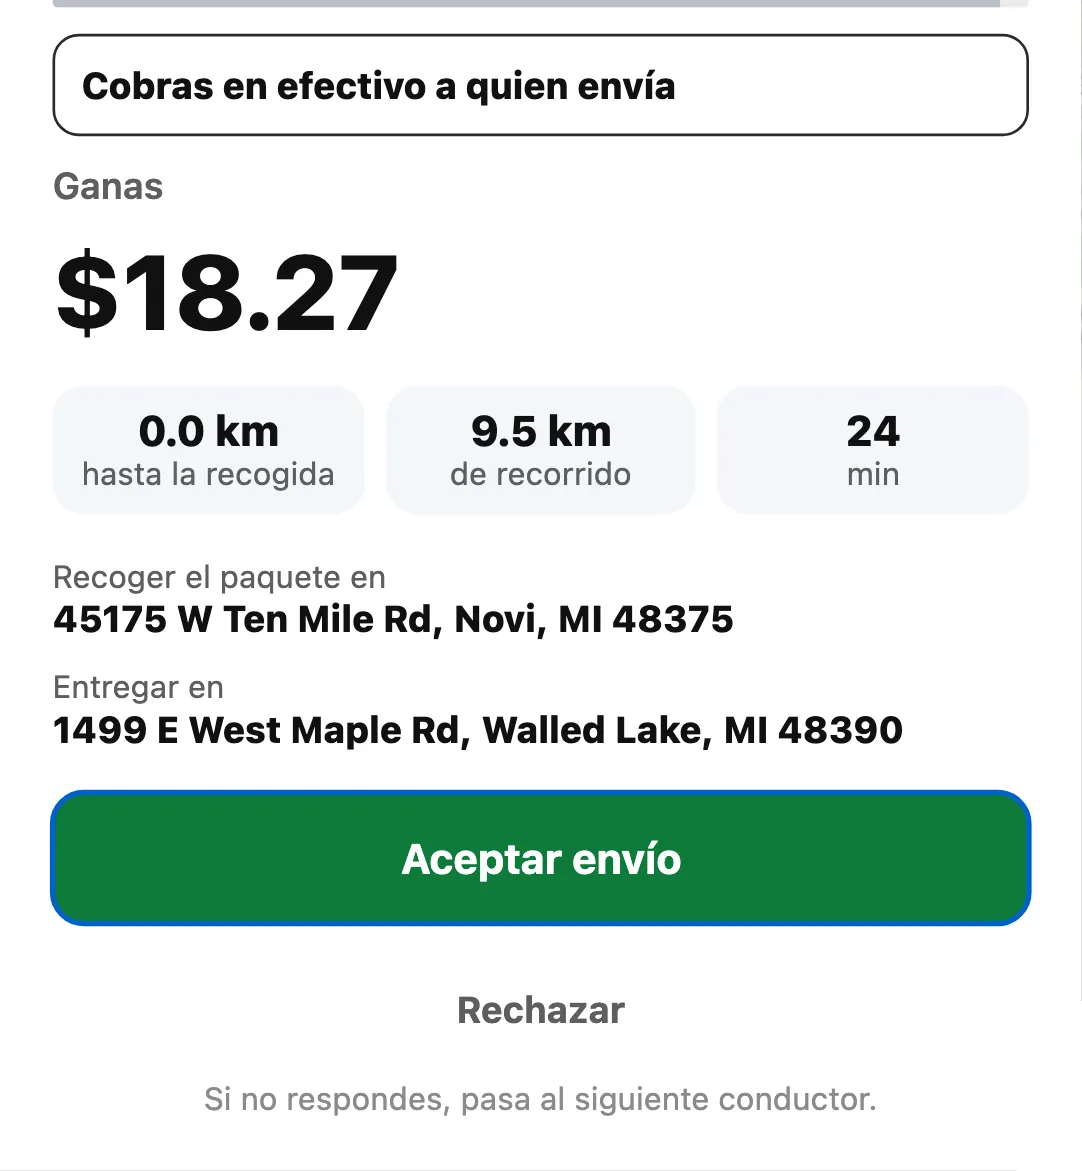 Cobras en efectivo a quien envía
Ganas
$18.27
0.0 km
hasta la recogida
9.5 km
de recorrido
24
min
Recoger el paquete en
45175 W Ten Mile Rd, Novi, MI 48375
Entregar en
1499 E West Maple Rd, Walled Lake, MI 48390
Aceptar envío
Rechazar
Si no respondes, pasa al siguiente conductor.